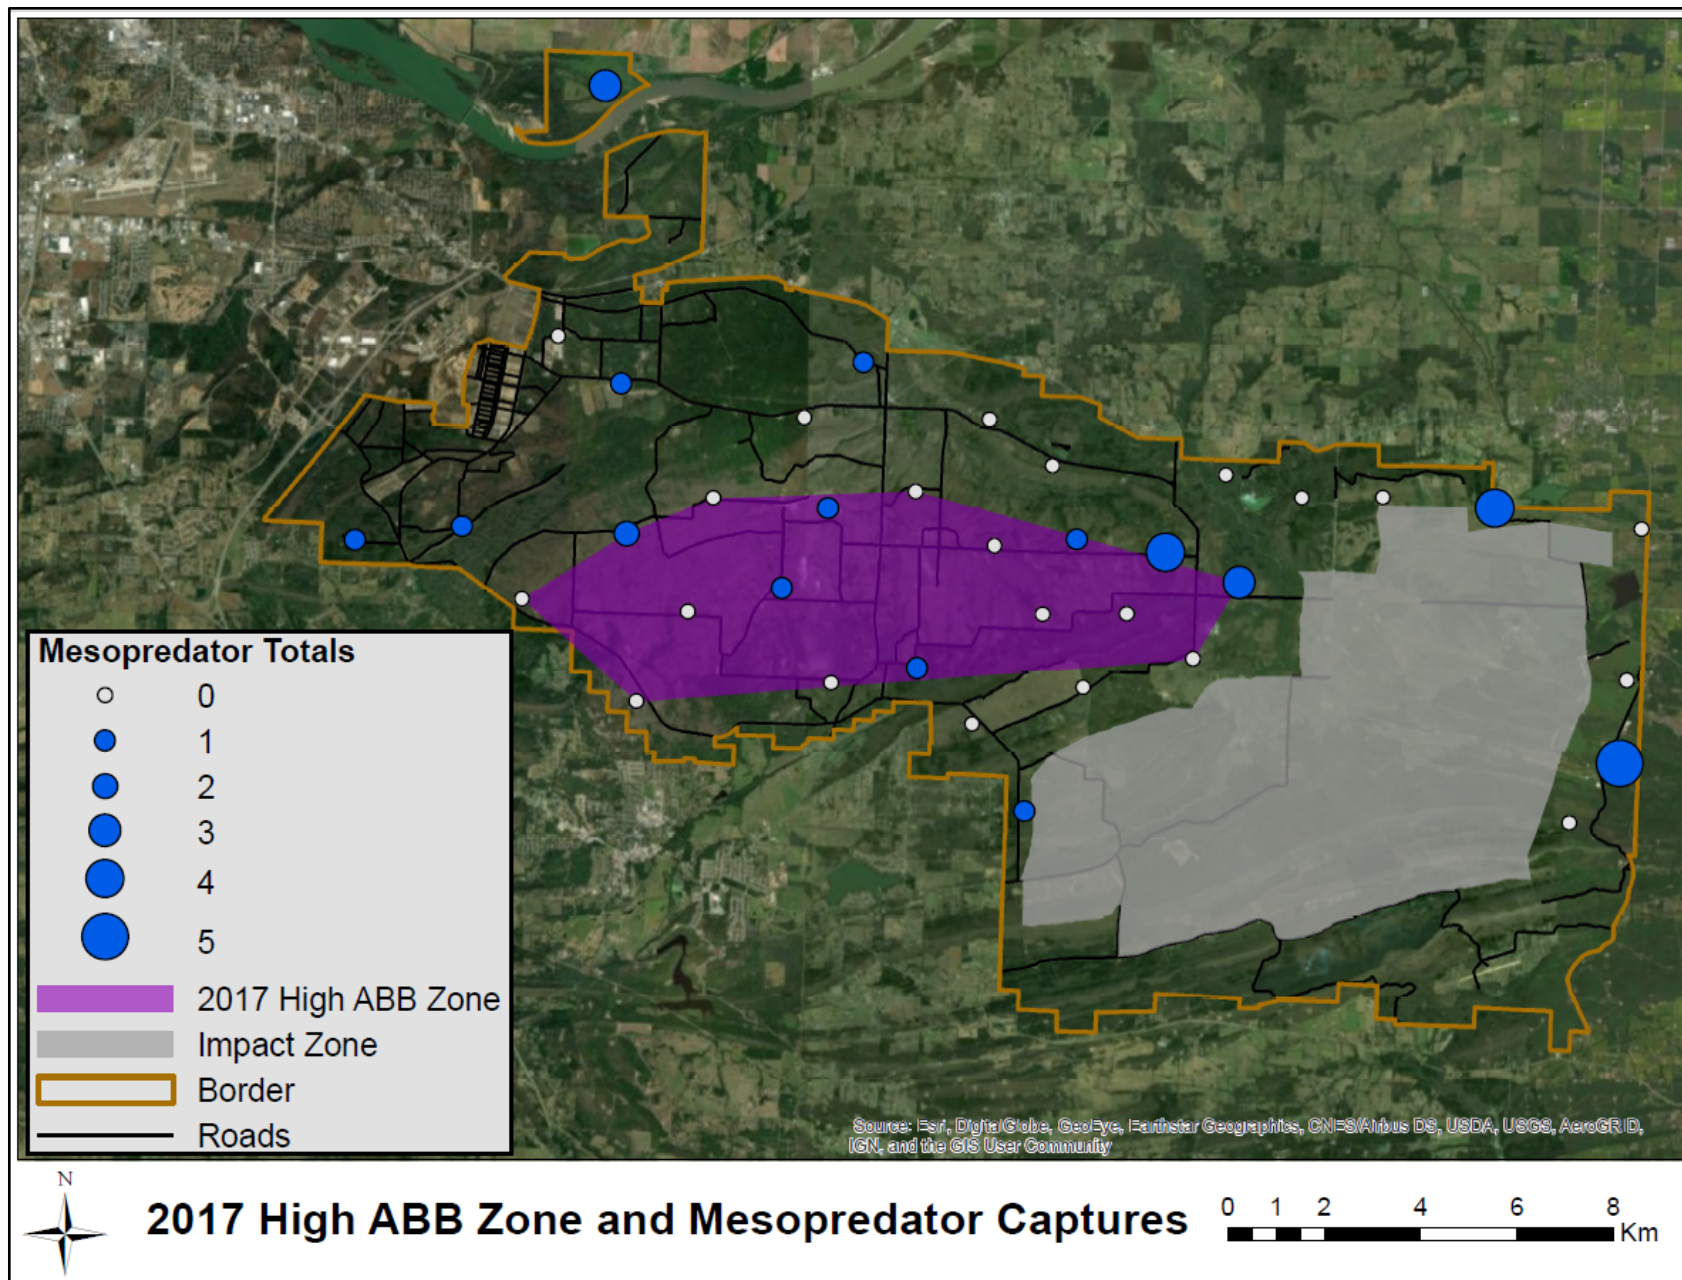 Mesopredator Totals
0
1
2
3
4
5
2017 High ABB Zone
Impact Zone
Border
Roads
Source: Esri, DigitalGlobe, GeoEye, Earthstar Geographics, CNES/Airbus DS, USDA, USGS, AeroGRID,
IGN, and the GIS User Community
N
2017 High ABB Zone and Mesopredator Captures
0 1 2 4 6 8
Km